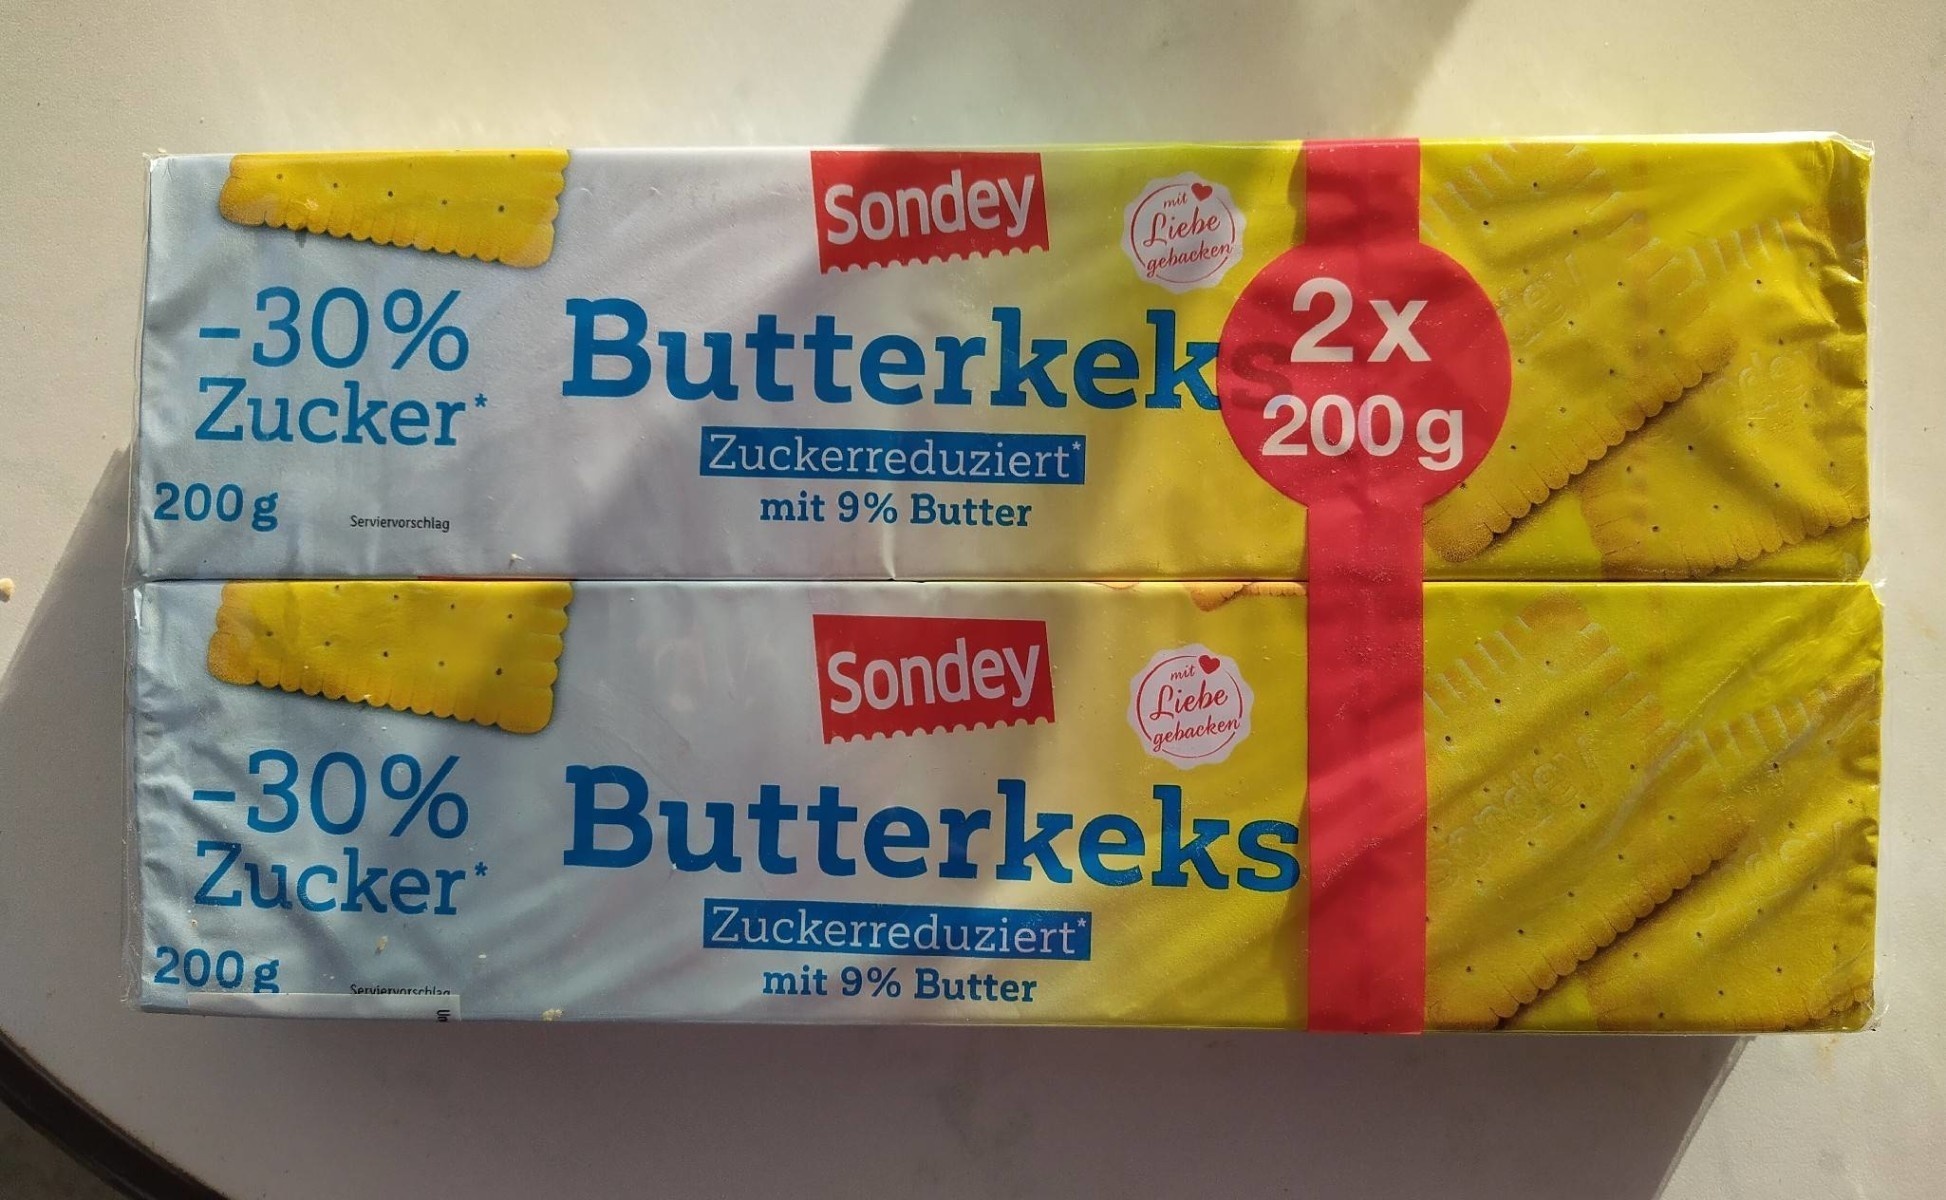 Sondey
mit
Liebe
gebacken
-30%
Zucker*
Butterkeks
2x
200g
Zuckerreduziert*
mit 9% Butter
200g
Serviervorschlag
Sondey
mit
Liebe
gebacken
-30%
Zucker*
Butterkeks
Zuckerreduziert*
mit 9% Butter
200g
Serviervorschlag